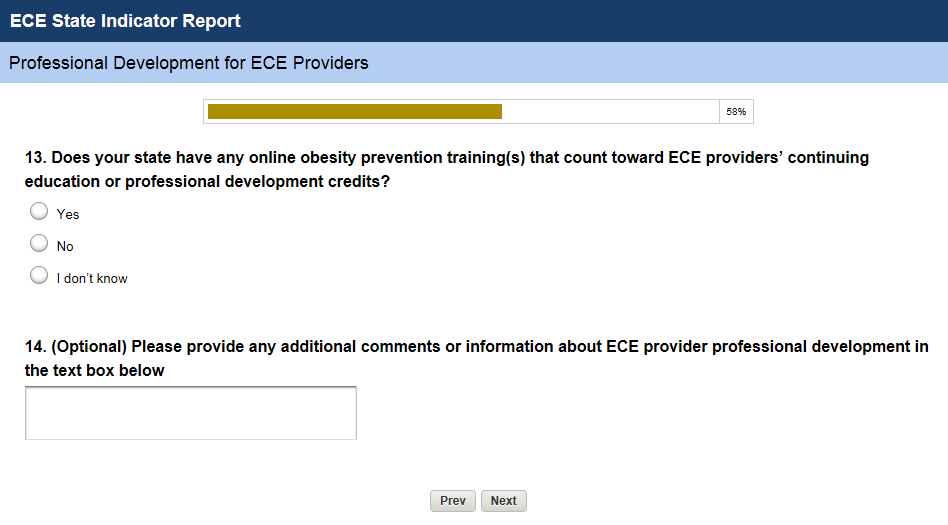 ECE State Indicator Report
Professional Development for ECE Providers
58%
13. Does your state have any online obesity prevention training(s) that count toward ECE providers’ continuing
education or professional development credits?
Yes
No
I don’t know
14. (Optional) Please provide any additional comments or information about ECE provider professional development in
the text box below
Prev Next